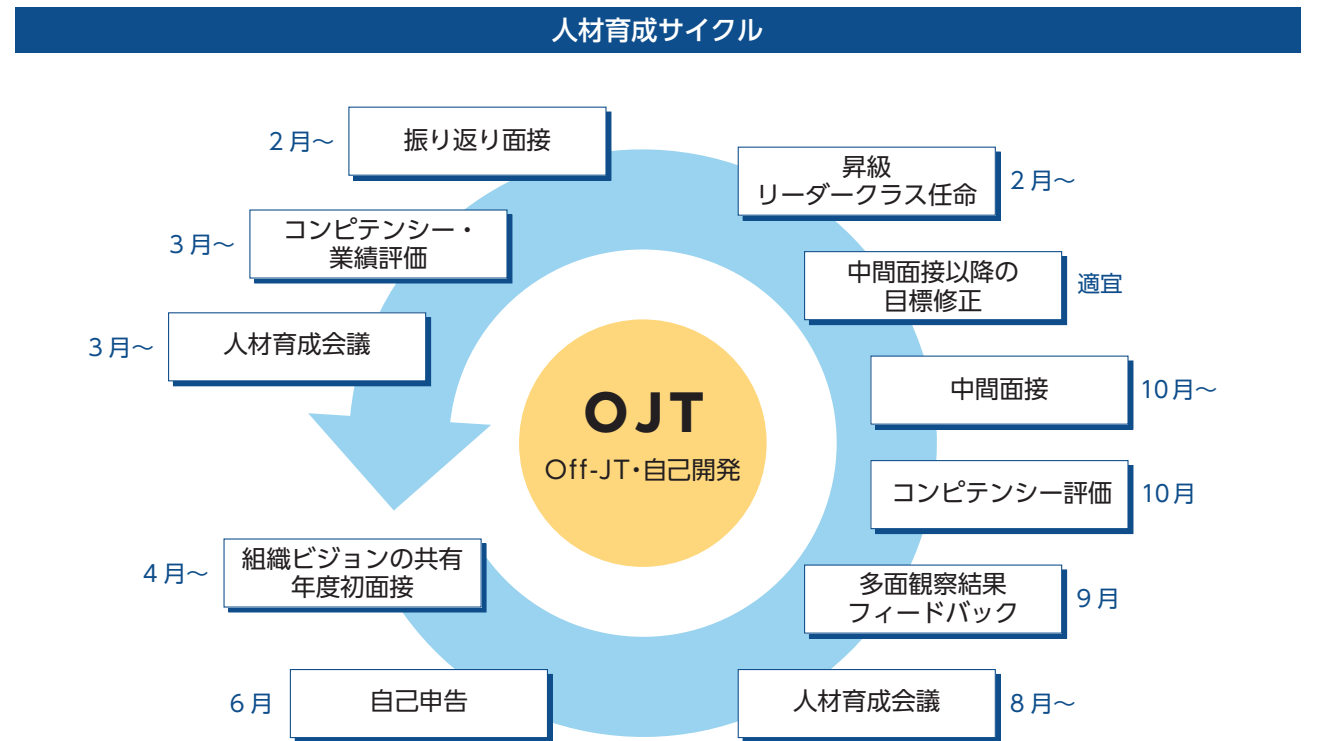 人材育成サイクル
2月～
振り返り面接
昇級
リーダークラス任命
2月～
3月～
コンピテンシー・
業績評価
中間面接以降の
目標修正
適宜
3月～
人材育成会議
中間面接
10月～
OJT
Off-JT・自己開発
コンピテンシー評価
10月
4月～
組織ビジョンの共有
年度初面接
多面観察結果
フィードバック
9月
6月
自己申告
人材育成会議
8月～